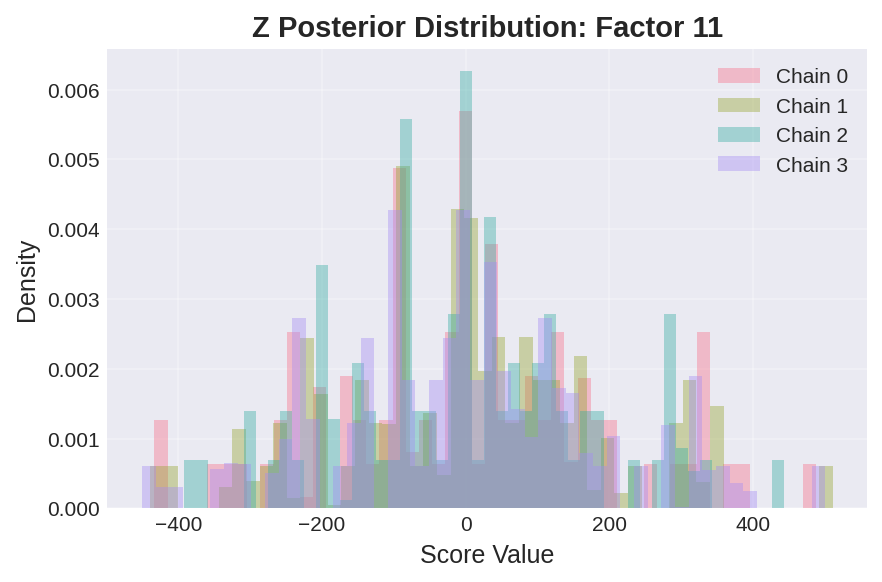 Z Posterior Distribution: Factor 11
Chain 0
Chain 1
Chain 2
Chain 3
0.006
0.005
0.004
0.003
0.002
0.001
0.000
Density
−400
−200
0
200
400
Score Value